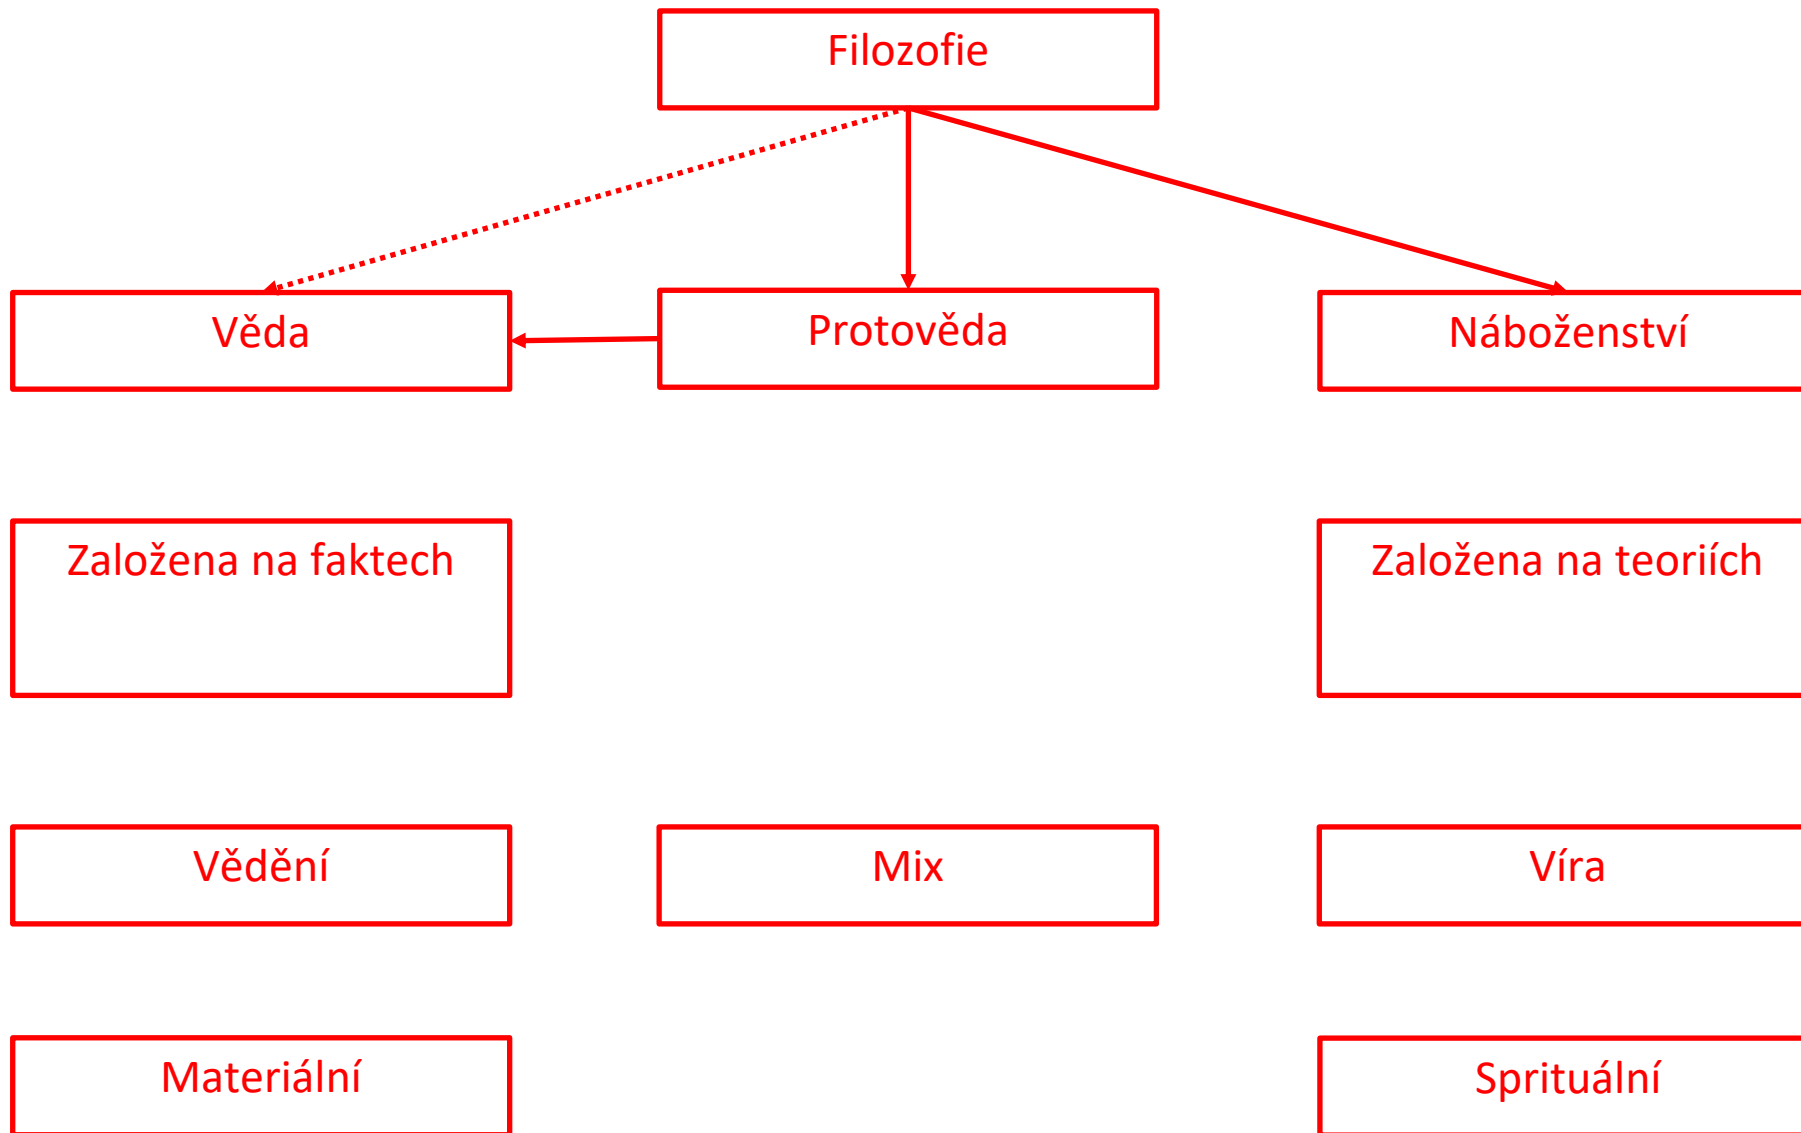 Filozofie
Věda
Protověda
Náboženství
Založena na faktech
Založena na teoriích
Vědění
Mix
Víra
Materiální
Sprituální